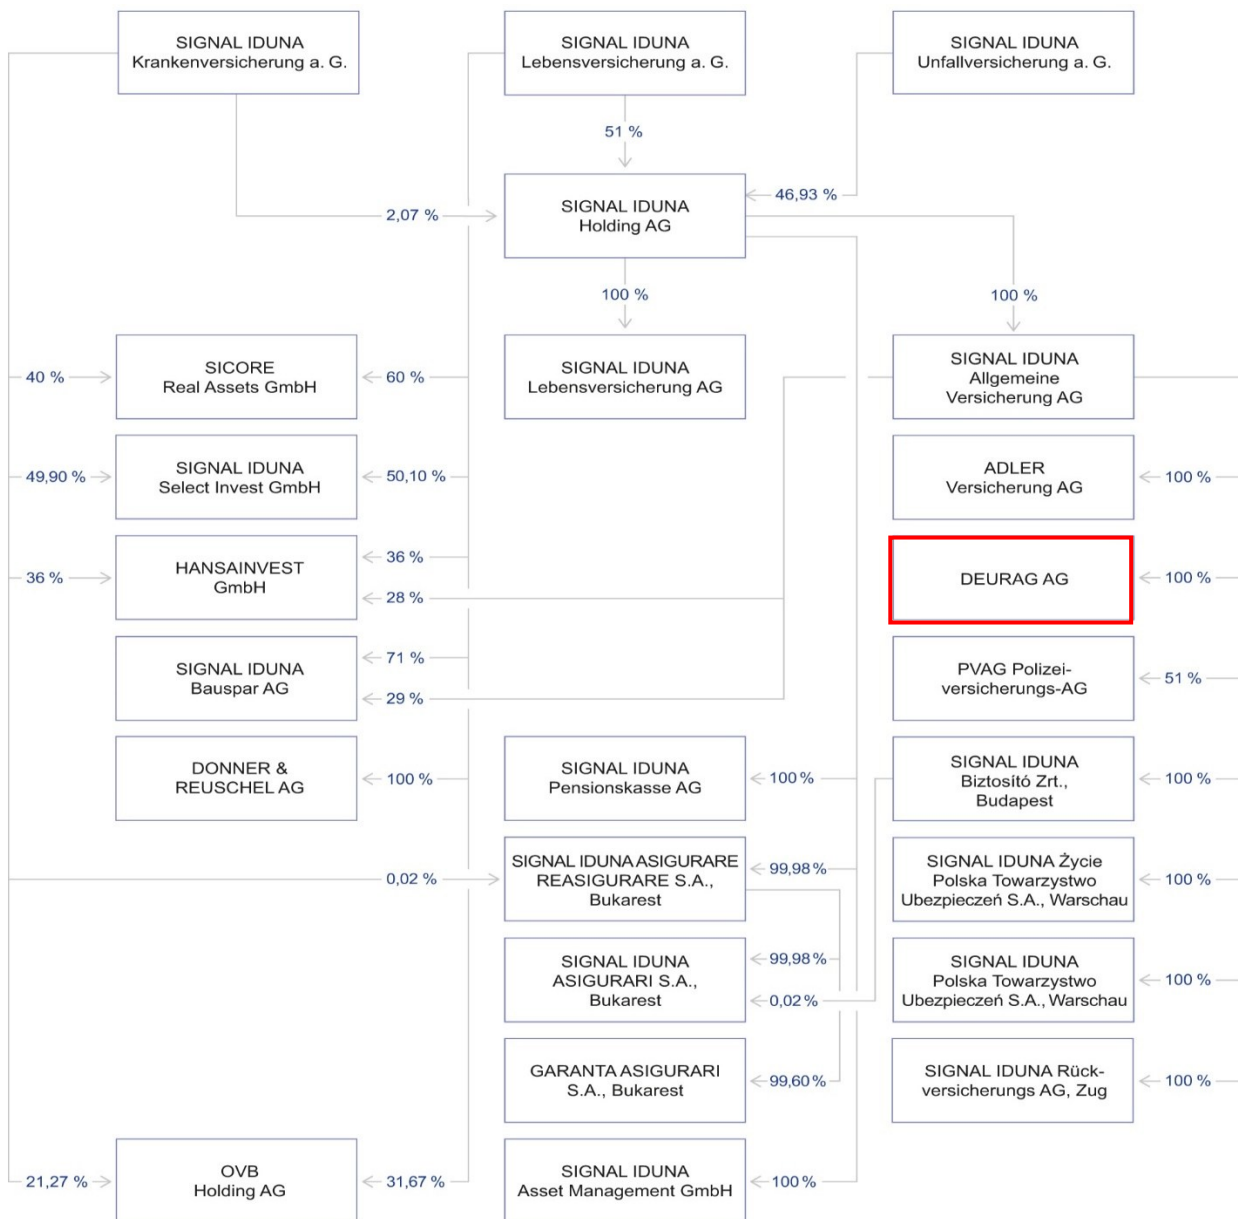 SIGNAL IDUNA
Krankenversicherung a. G.
SIGNAL IDUNA
Lebensversicherung a. G.
SIGNAL IDUNA
Unfallversicherung a. G.
51 %
46,93 %
2,07 %
SIGNAL IDUNA
Holding AG
100 %
100 %
40 %
SICORE
Real Assets GmbH
60 %
SIGNAL IDUNA
Lebensversicherung AG
SIGNAL IDUNA
Allgemeine
Versicherung AG
49,90 %
SIGNAL IDUNA
Select Invest GmbH
50,10 %
ADLER
Versicherung AG
100 %
36 %
HANSAINVEST
GmbH
36 %
28 %
DEURAG AG
100 %
SIGNAL IDUNA
Bauspar AG
71 %
29 %
PVAG Polizei-
versicherungs-AG
51 %
DONNER &
REUSCHEL AG
100 %
SIGNAL IDUNA
Pensionskasse AG
100 %
SIGNAL IDUNA
Biztosító Zrt.,
Budapest
100 %
0,02 %
SIGNAL IDUNA ASIGURARE
REASIGURARE S.A.,
Bukarest
99,98 %
SIGNAL IDUNA Życie
Polska Towarzystwo
Ubezpieczeń S.A., Warschau
100 %
SIGNAL IDUNA
ASIGURARI S.A.,
Bukarest
99,98 %
0,02 %
SIGNAL IDUNA
Polska Towarzystwo
Ubezpieczeń S.A., Warschau
100 %
GARANTA ASIGURARI
S.A., Bukarest
99,60 %
SIGNAL IDUNA Rück-
versicherungs AG, Zug
100 %
21,27 %
OVB
Holding AG
31,67 %
SIGNAL IDUNA
Asset Management GmbH
100 %